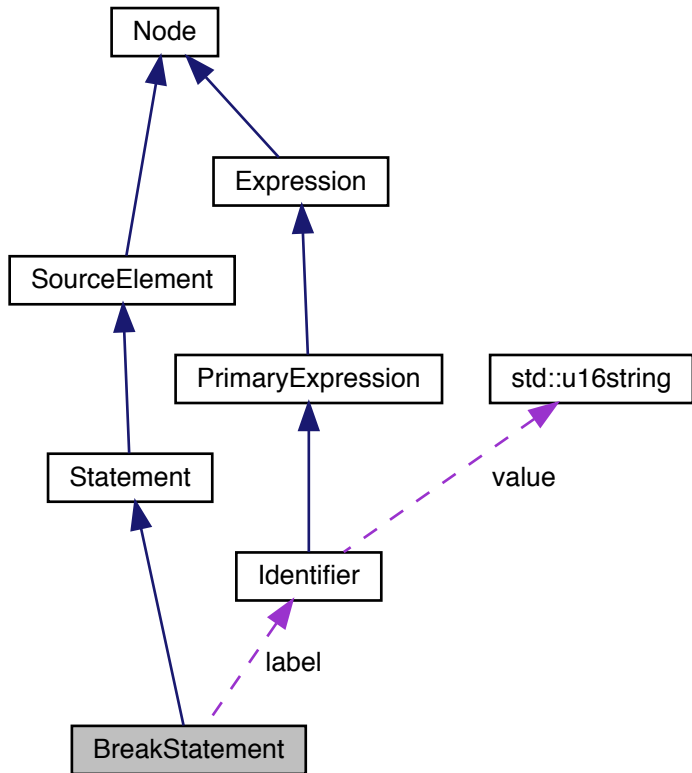 Node
Expression
SourceElement
PrimaryExpression
std::u16string
Statement
value
Identifier
label
BreakStatement